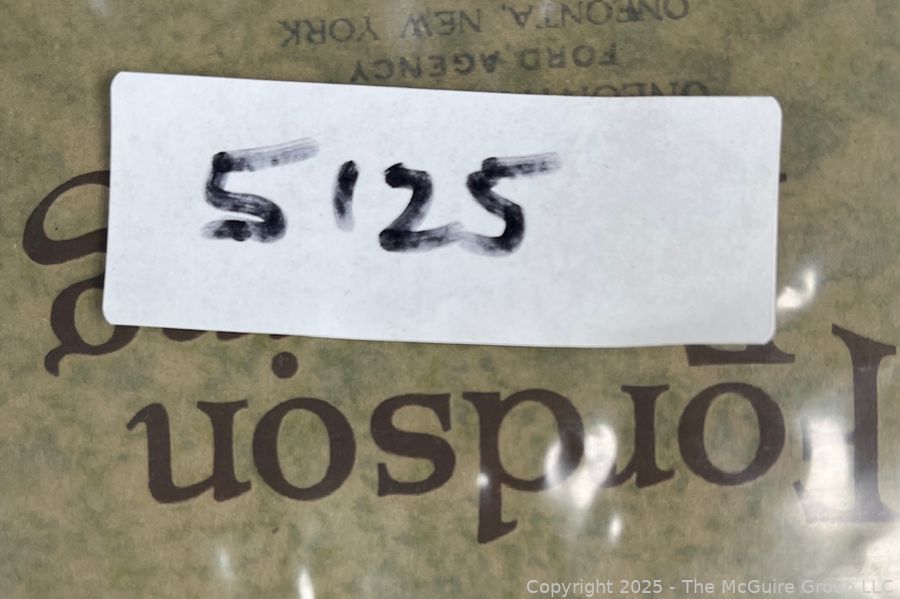 5125
Fordson
FORD AGENCY
ONEONTA, NEW YORK
Copyright 2025 - The McGuire Group LLC